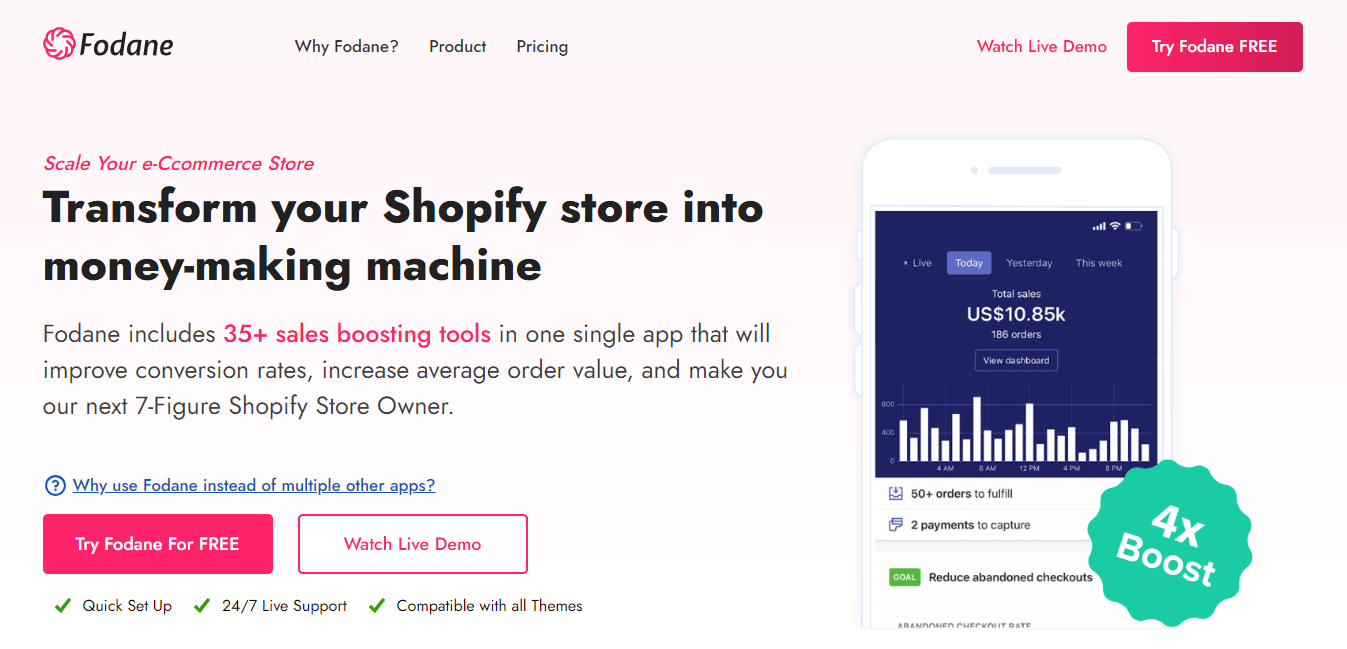 Fodane
Why Fodane?
Product
Pricing
Watch Live Demo
Try Fodane FREE
Scale Your e-Ccommerce Store
Transform your Shopify store into
money-making machine
Fodane includes 35+ sales boosting tools in one single app that will
improve conversion rates, increase average order value, and make you
our next 7-Figure Shopify Store Owner.
Why use Fodane instead of multiple other apps?
Try Fodane For FREE
Watch Live Demo
Quick Set Up
24/7 Live Support
Compatible with all Themes
Live
Today
Yesterday
This week
Total sales
US$10.85k
186 orders
View dashboard
800
400
0
4 AM
8 AM
12 PM
4 PM
8 PM
50+ orders to fulfill
2 payments to capture
GOAL
Reduce abandoned checkouts
ABANDONED CHECKOUT RATE
4x
Boost